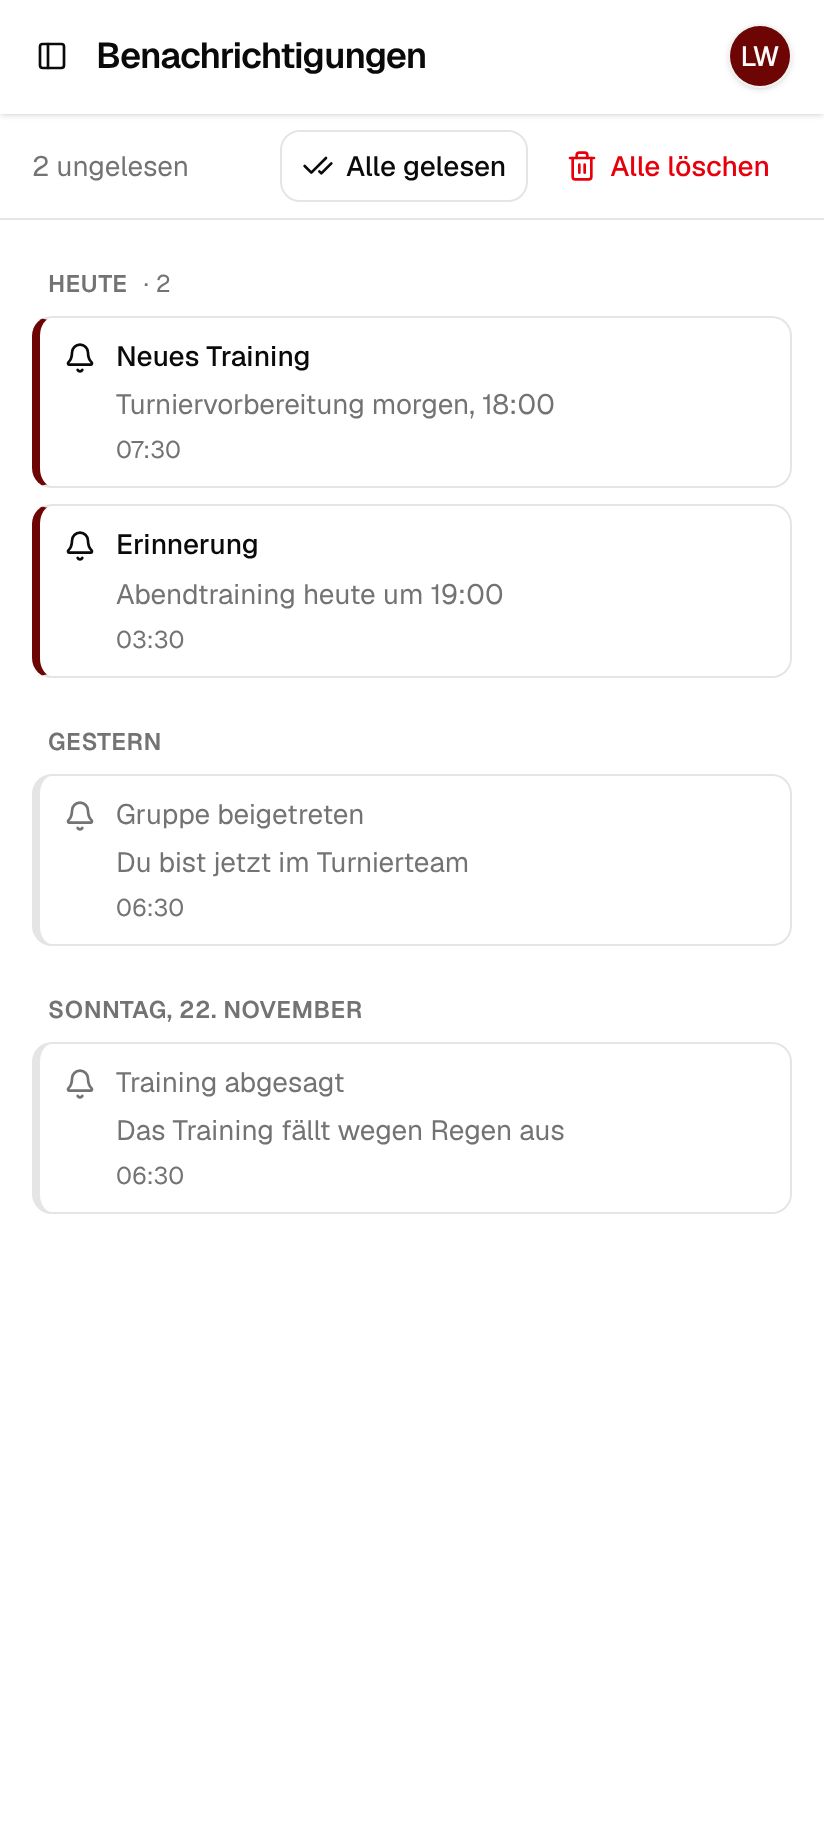 Benachrichtigungen
LW
2 ungelesen
Alle gelesen
Alle löschen
HEUTE · 2
Neues Training
Turniervorbereitung morgen, 18:00
07:30
Erinnerung
Abendtraining heute um 19:00
03:30
GESTERN
Gruppe beigetreten
Du bist jetzt im Turnierteam
06:30
SONNTAG, 22. NOVEMBER
Training abgesagt
Das Training fällt wegen Regen aus
06:30